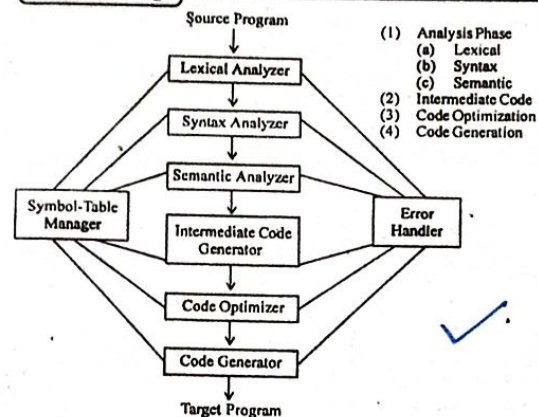 Source Program
Lexical Analyzer
Syntax Analyzer
Semantic Analyzer
Symbol-Table
Manager
Intermediate Code
Generator
Error
Handler
Code Optimizer
Code Generator
Target Program
(1) Analysis Phase
(a) Lexical
(b) Syntax
(c) Semantic
(2) Intermediate Code
(3) Code Optimization
(4) Code Generation